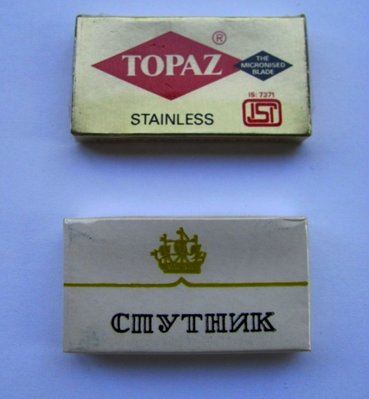 TOPAZ ®
THE
MICRONISED
BLADE
IS: 7271
ISI
STAINLESS
СПУТНИК